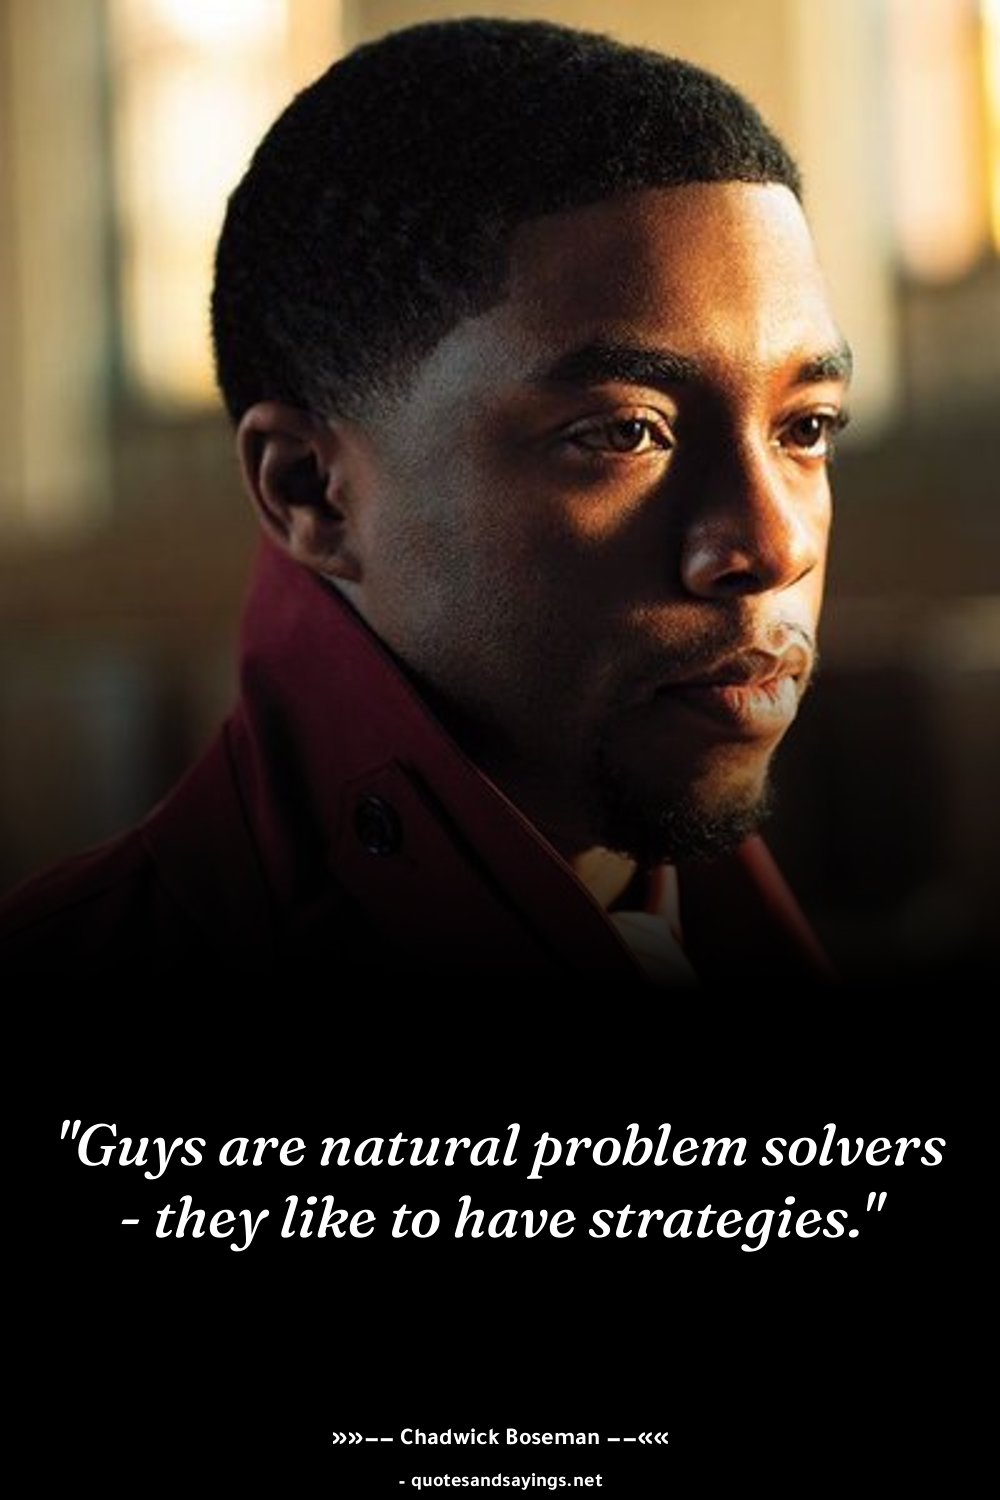 "Guys are natural problem solvers
- they like to have strategies."
»»–– Chadwick Boseman ––««
- quotesandsayings.net